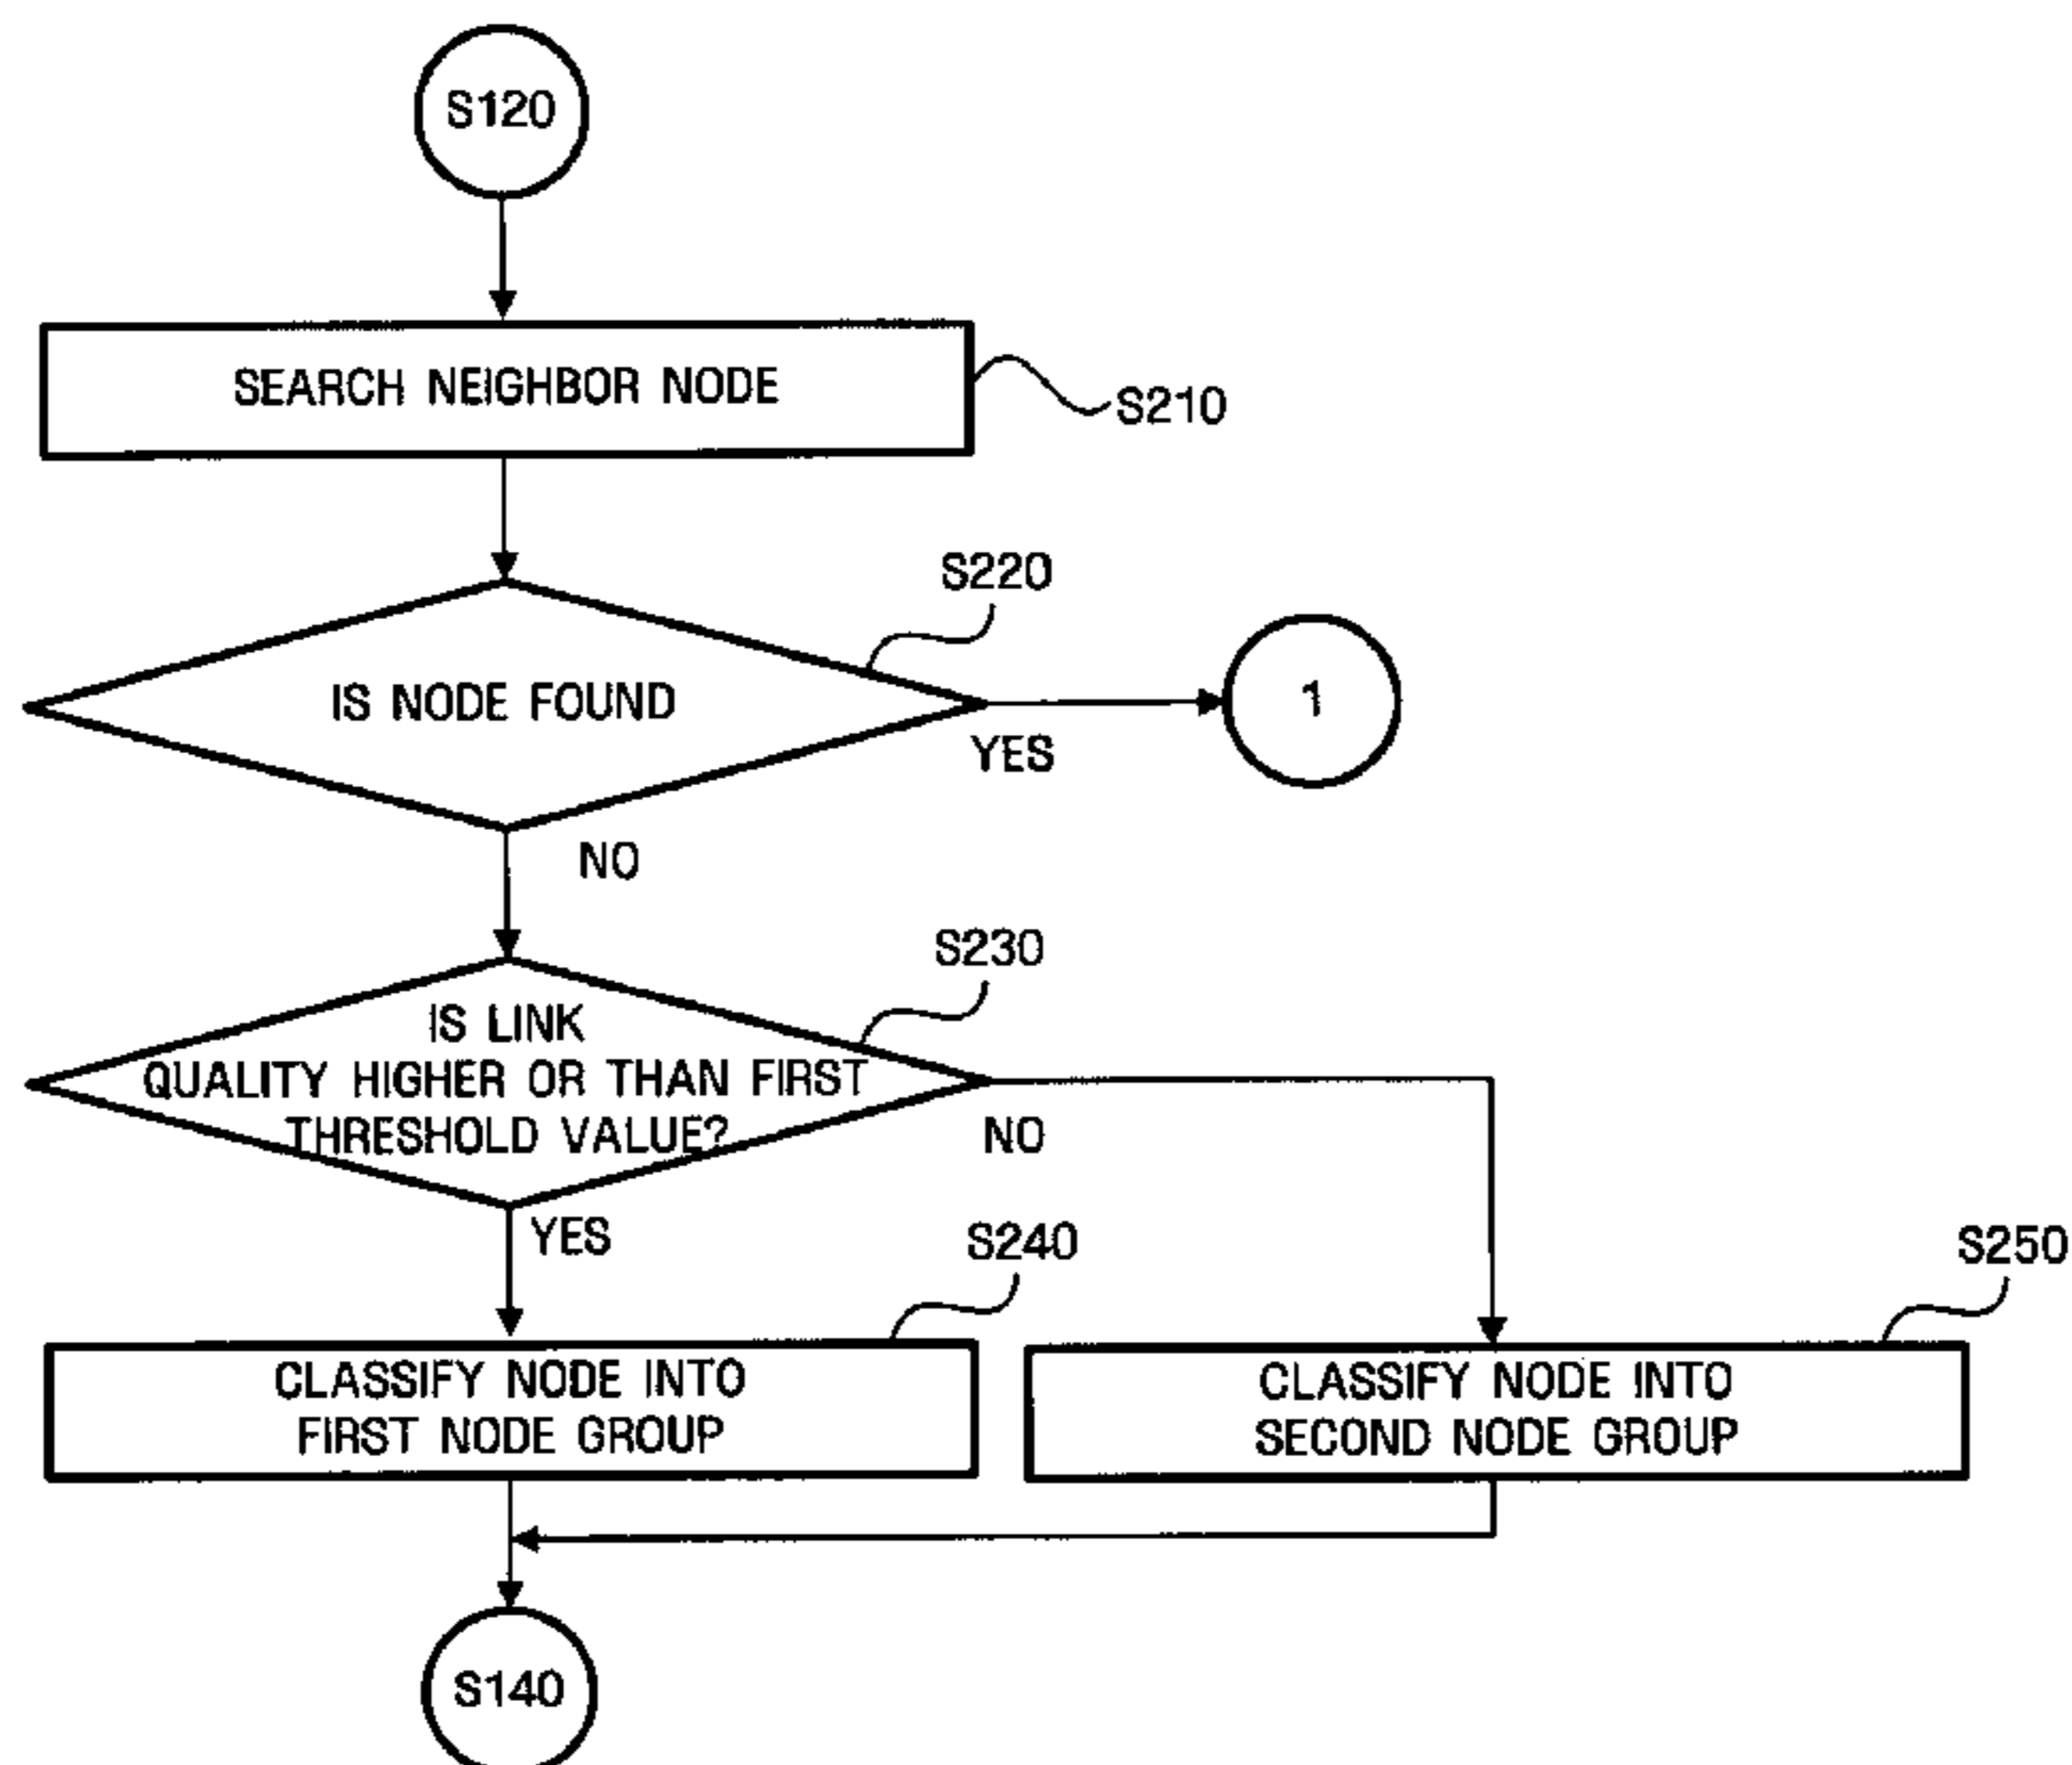 S120
SEARCH NEIGHBOR NODE
S210
S220
IS NODE FOUND
1
YES
NO
S230
IS LINK
QUALITY HIGHER OR THAN FIRST
THRESHOLD VALUE?
NO
YES
S240
S250
CLASSIFY NODE INTO
FIRST NODE GROUP
CLASSIFY NODE INTO
SECOND NODE GROUP
S140